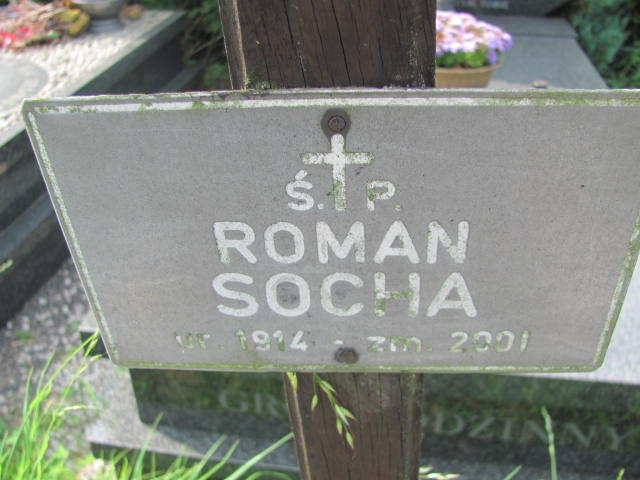 Ś. P.
ROMAN
SOCHA
ur. 1914 - zm. 2001